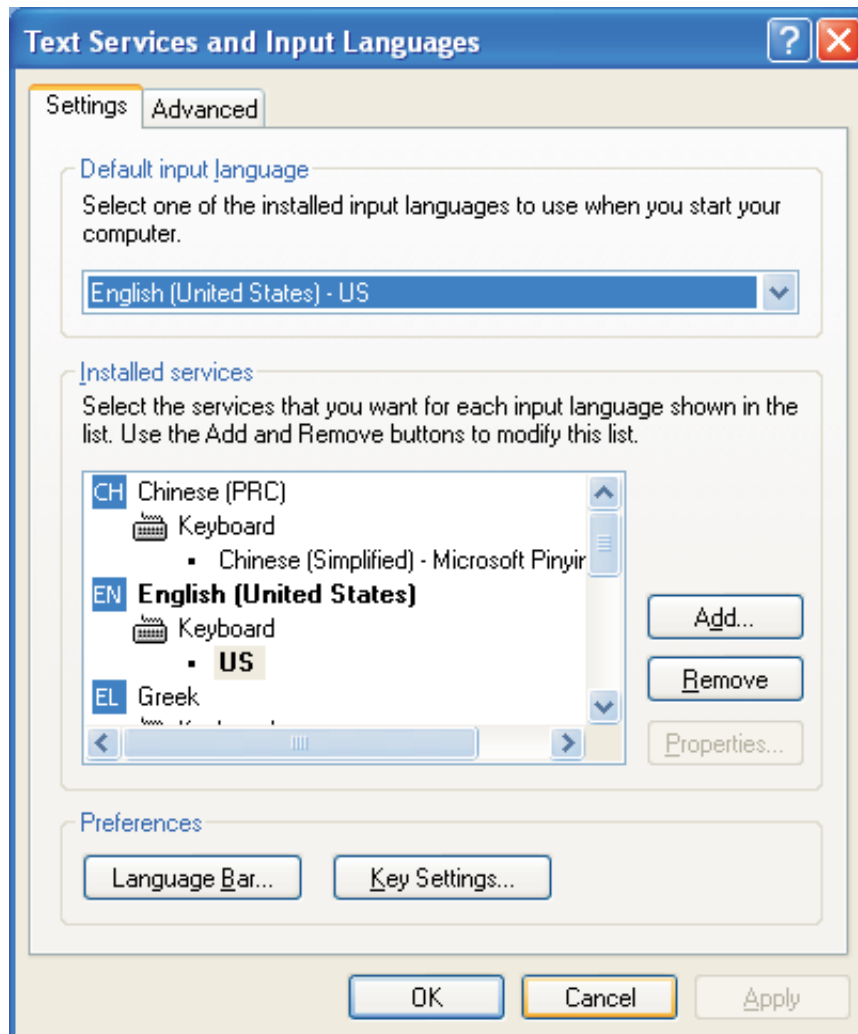 Text Services and Input Languages
Settings
Advanced
Default input language
Select one of the installed input languages to use when you start your
computer.
English (United States) - US
Installed services
Select the services that you want for each input language shown in the
list. Use the Add and Remove buttons to modify this list.
CH Chinese (PRC)
Keyboard
• Chinese (Simplified) - Microsoft Pinyin
EN English (United States)
Keyboard
• US
EL Greek
Add...
Remove
Properties...
Preferences
Language Bar...
Key Settings...
OK
Cancel
Apply